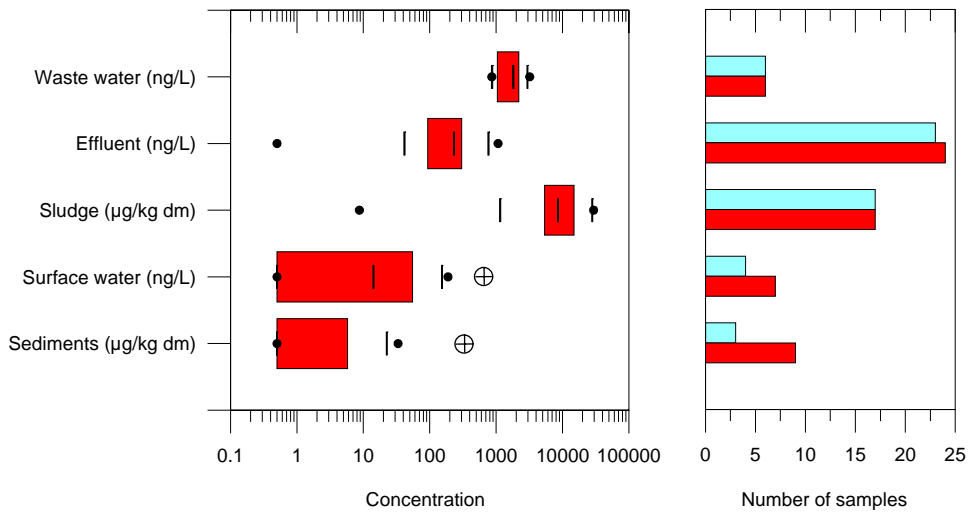 Waste water (ng/L)
Effluent (ng/L)
Sludge (µg/kg dm)
Surface water (ng/L)
Sediments (µg/kg dm)
0.1 1 10 100 1000 10000 100000
0 5 10 15 20 25
Concentration
Number of samples